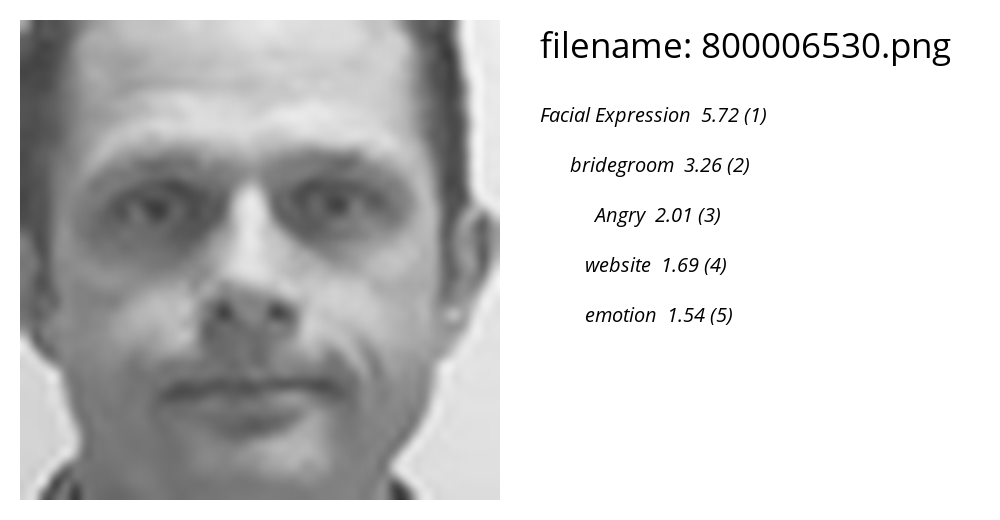 filename: 800006530.png
Facial Expression 5.72 (1)
bridegroom 3.26 (2)
Angry 2.01 (3)
website 1.69 (4)
emotion 1.54 (5)